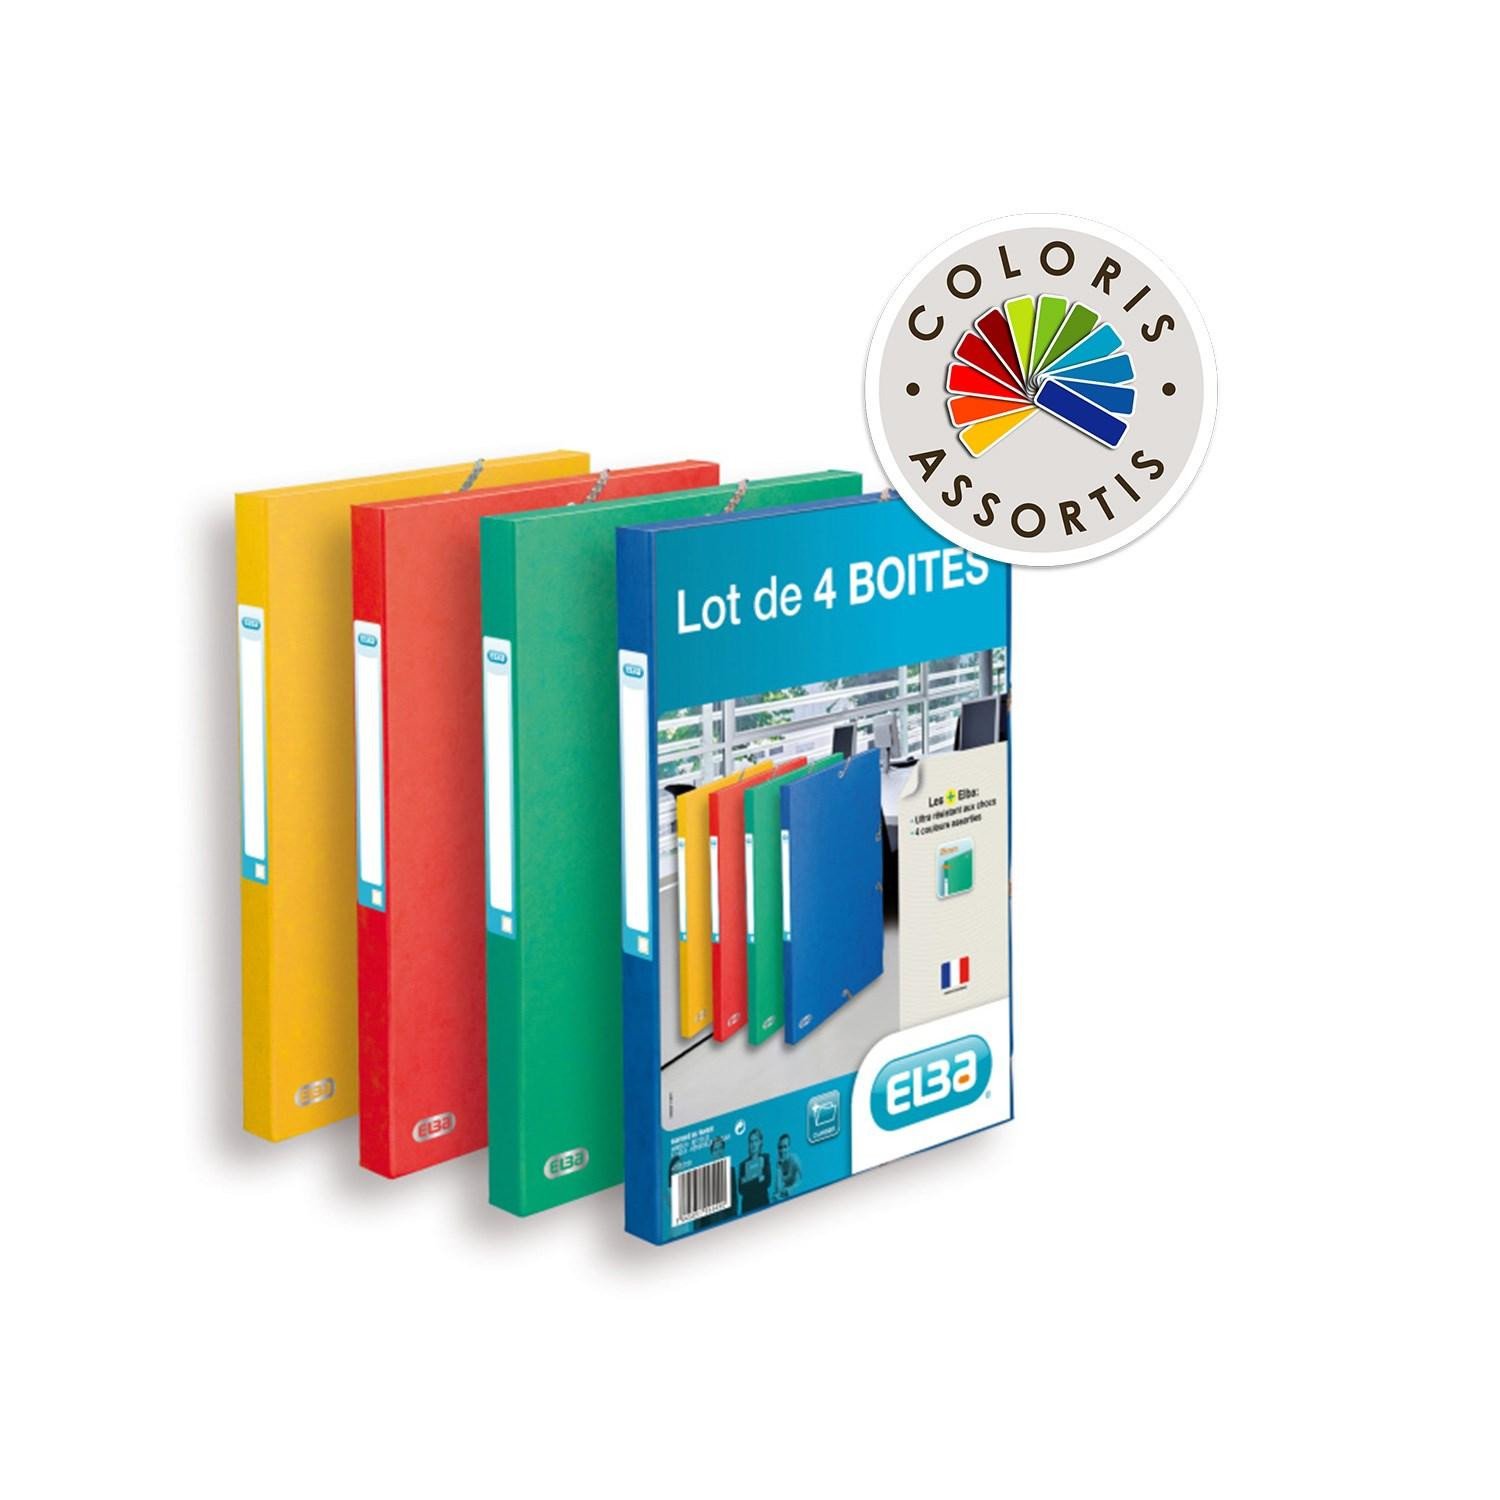 COLORIS
ASSORTIS
Lot de 4 BOITES
Les + Elba:
• Ultra résistant aux chocs
• 4 couleurs assorties
ELBA
ELBA
ELBA
ELBA